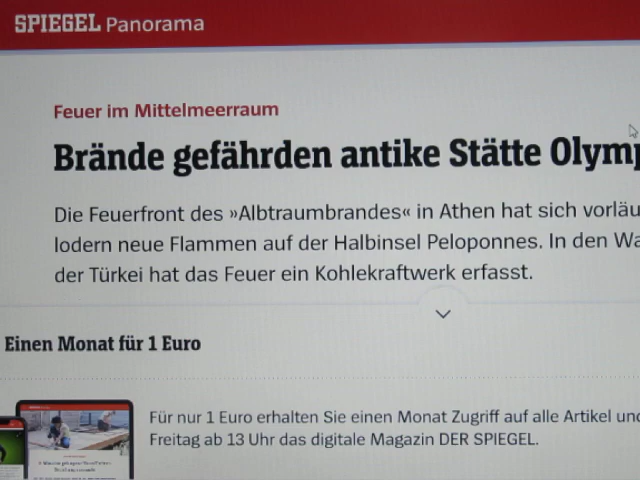 SPIEGEL Panorama
Feuer im Mittelmeerraum
Brände gefährden antike Stätte
Die Feuerfront des »Albtraumbrandes« in Athen hat sich
lodern neue Flammen auf der Halbinsel Peloponnes. In den
der Türkei hat das Feuer ein Kohlekraftwerk erfasst.
Einen Monat für 1 Euro
Für nur 1 Euro erhalten Sie einen Monat Zugriff auf alle Artikel und
Freitag ab 13 Uhr das digitale Magazin DER SPIEGEL.